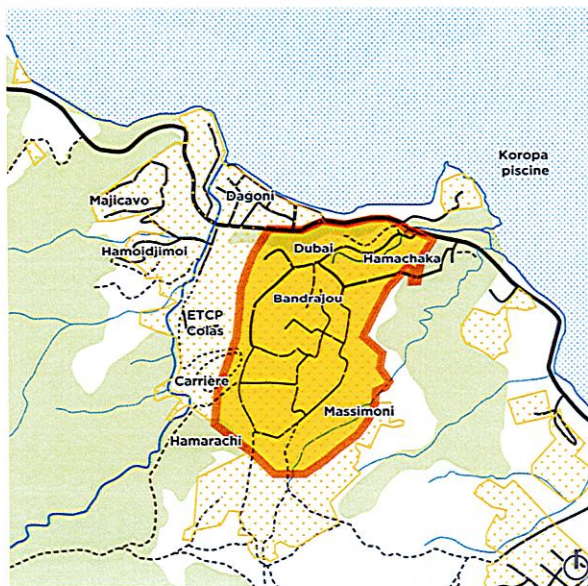 Koropa
piscine
Majicavo
Dagoni
Hamoidjimoi
Dubai
Hamachaka
Bandrajou
ETCP
Colas
Carrière
Massimoni
Hamarachi